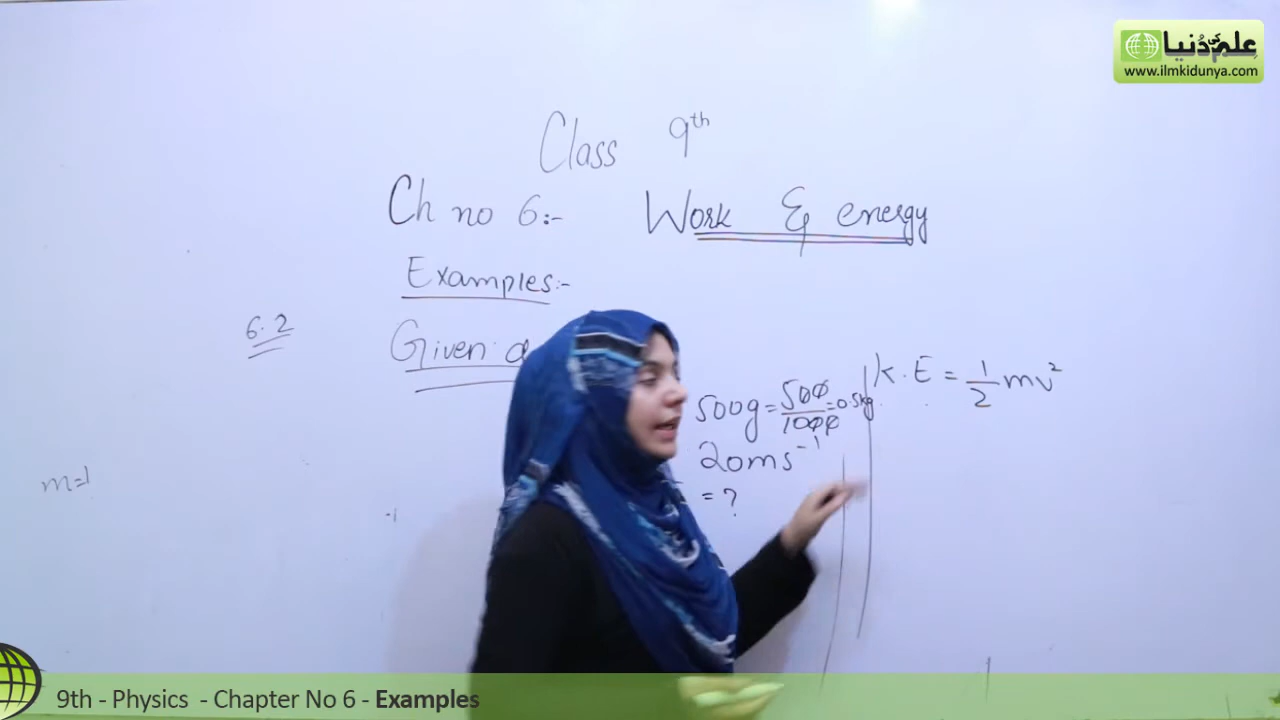 علم کی دُنیا
www.ilmkidunya.com
Class 9th
Ch no 6:- Work & energy
Examples:-
6.2
Given
500g = 500/1000 = 0.5kg
K.E = 1/2 mv²
20ms⁻¹
= ?
m=1
9th - Physics - Chapter No 6 - Examples